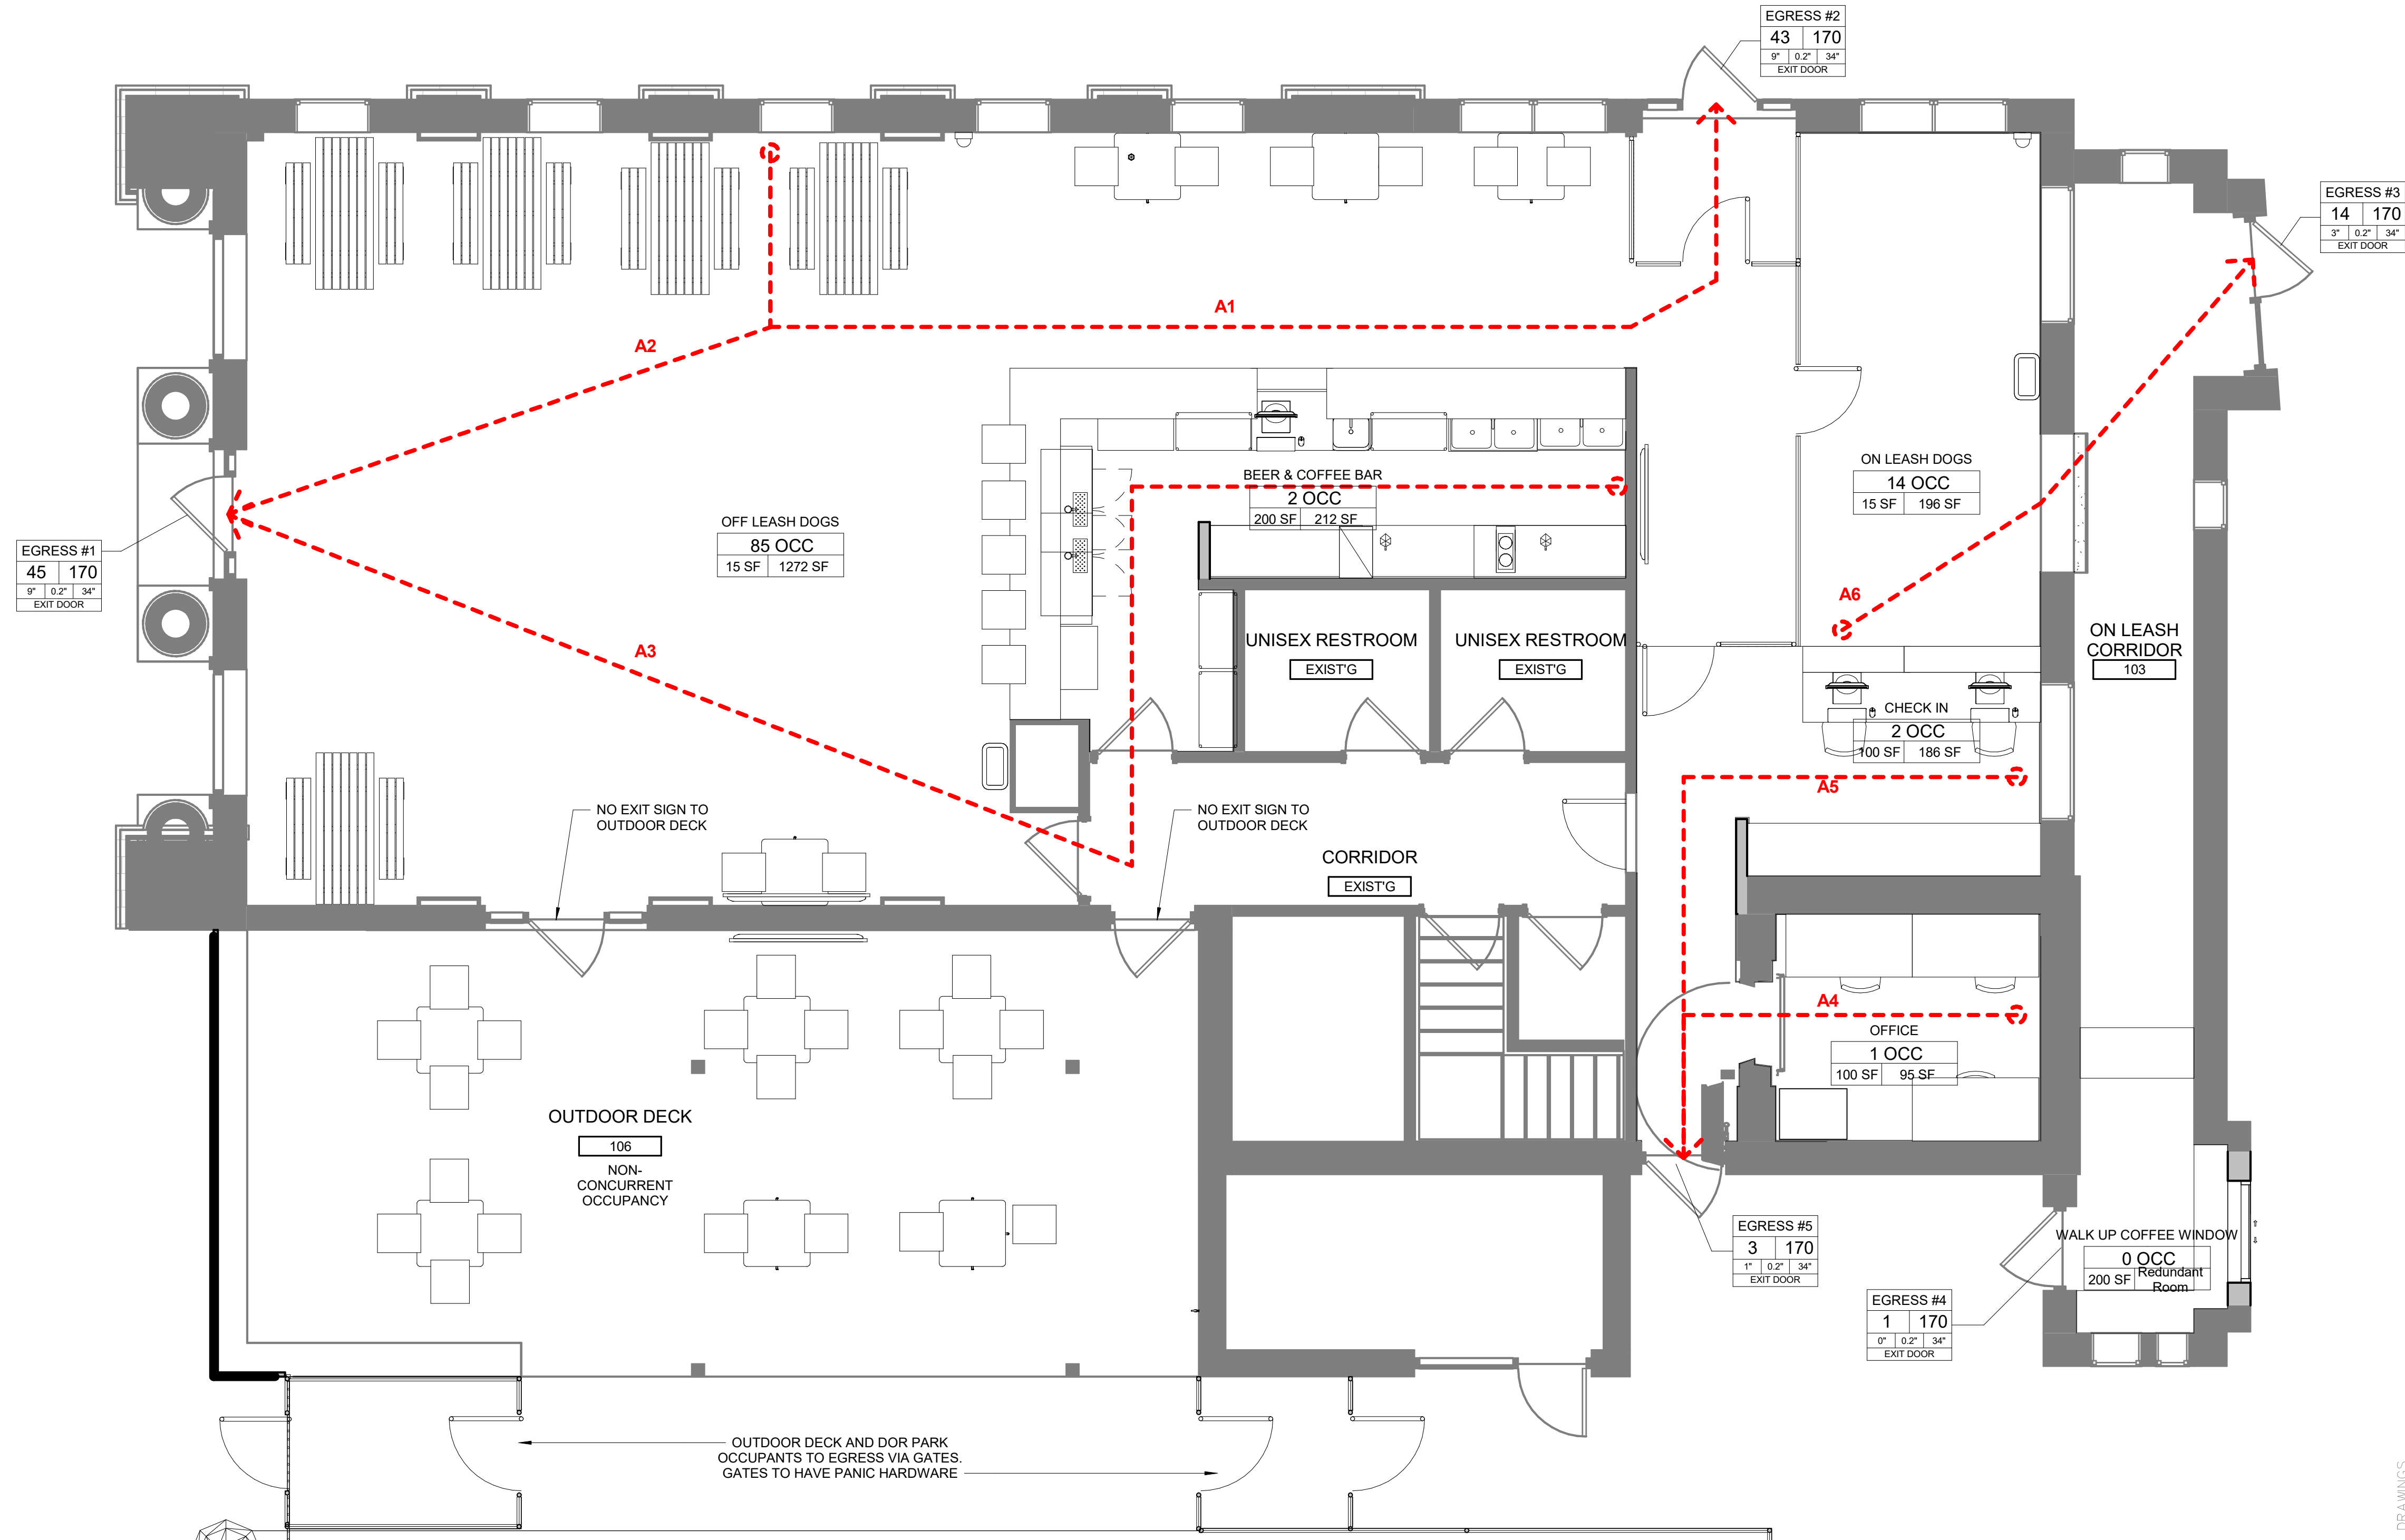 EGRESS #2
43 170
9" 0.2" 34"
EXIT DOOR
EGRESS #3
14 170
3" 0.2" 34"
EXIT DOOR
A1
A2
ON LEASH DOGS
14 OCC
15 SF 196 SF
BEER & COFFEE BAR
2 OCC
200 SF 212 SF
OFF LEASH DOGS
85 OCC
15 SF 1272 SF
EGRESS #1
45 170
9" 0.2" 34"
EXIT DOOR
A6
A3
UNISEX RESTROOM
EXIST'G
UNISEX RESTROOM
EXIST'G
ON LEASH
CORRIDOR
103
CHECK IN
2 OCC
100 SF 186 SF
A5
NO EXIT SIGN TO
OUTDOOR DECK
NO EXIT SIGN TO
OUTDOOR DECK
CORRIDOR
EXIST'G
A4
OFFICE
1 OCC
100 SF 95 SF
OUTDOOR DECK
106
NON-
CONCURRENT
OCCUPANCY
EGRESS #5
3 170
1" 0.2" 34"
EXIT DOOR
WALK UP COFFEE WINDOW
0 OCC
200 SF Redundant
Room
EGRESS #4
1 170
0" 0.2" 34"
EXIT DOOR
OUTDOOR DECK AND DOR PARK
OCCUPANTS TO EGRESS VIA GATES.
GATES TO HAVE PANIC HARDWARE
DRAWINGS